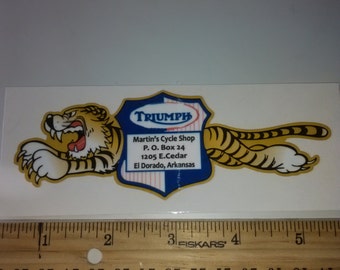 TRIUMPH
Martin's Cycle Shop
P. O. Box 24
1205 E.Cedar
El Dorado, Arkansas
1 2 3 4 5
FISKARS